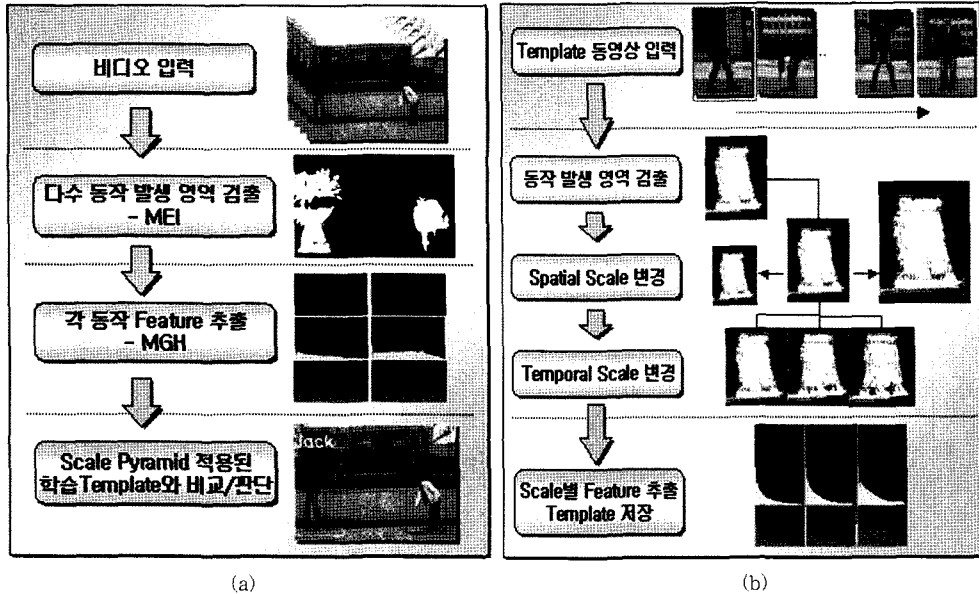 비디오 입력
다수 동작 발생 영역 검출
- MEI
각 동작 Feature 추출
- MGH
Scale Pyramid 적용된
학습Template와 비교/판단
Jack
(a)
Template 동영상 입력
...
동작 발생 영역 검출
Spatial Scale 변경
Temporal Scale 변경
Scale별 Feature 추출
Template 저장
(b)